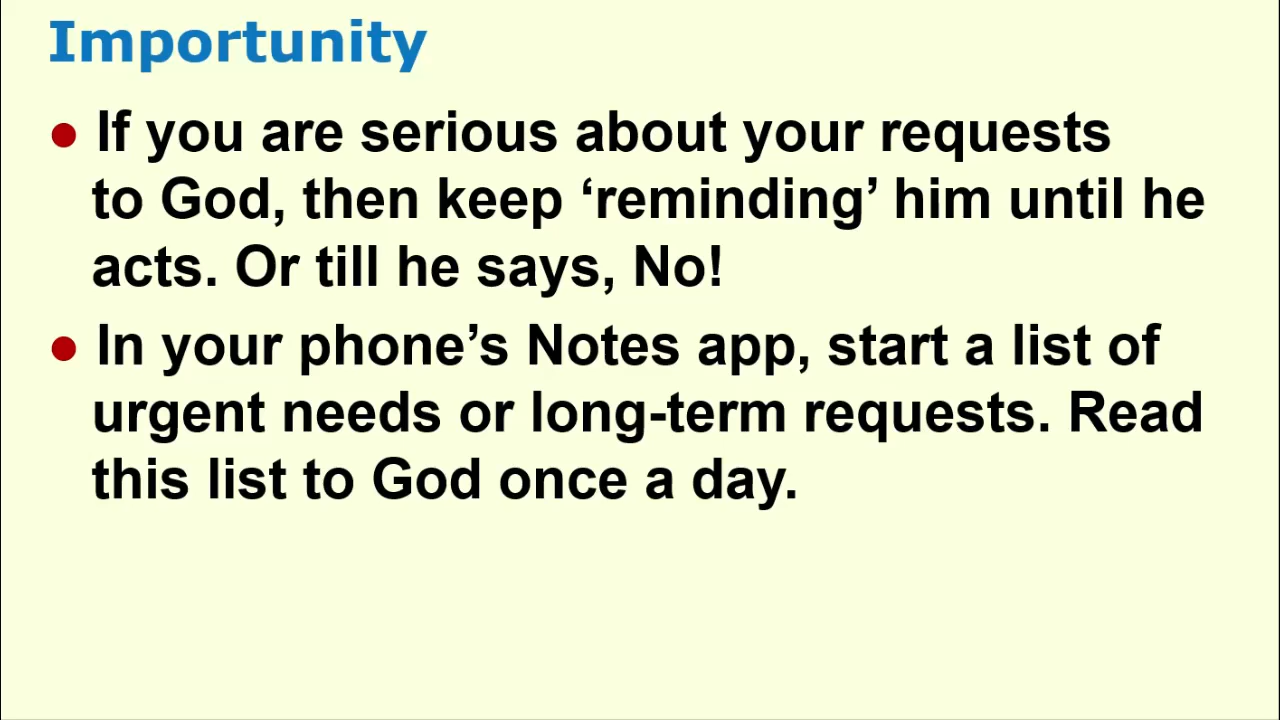 Importunity
● If you are serious about your requests
to God, then keep ‘reminding’ him until he
acts. Or till he says, No!
● In your phone’s Notes app, start a list of
urgent needs or long-term requests. Read
this list to God once a day.